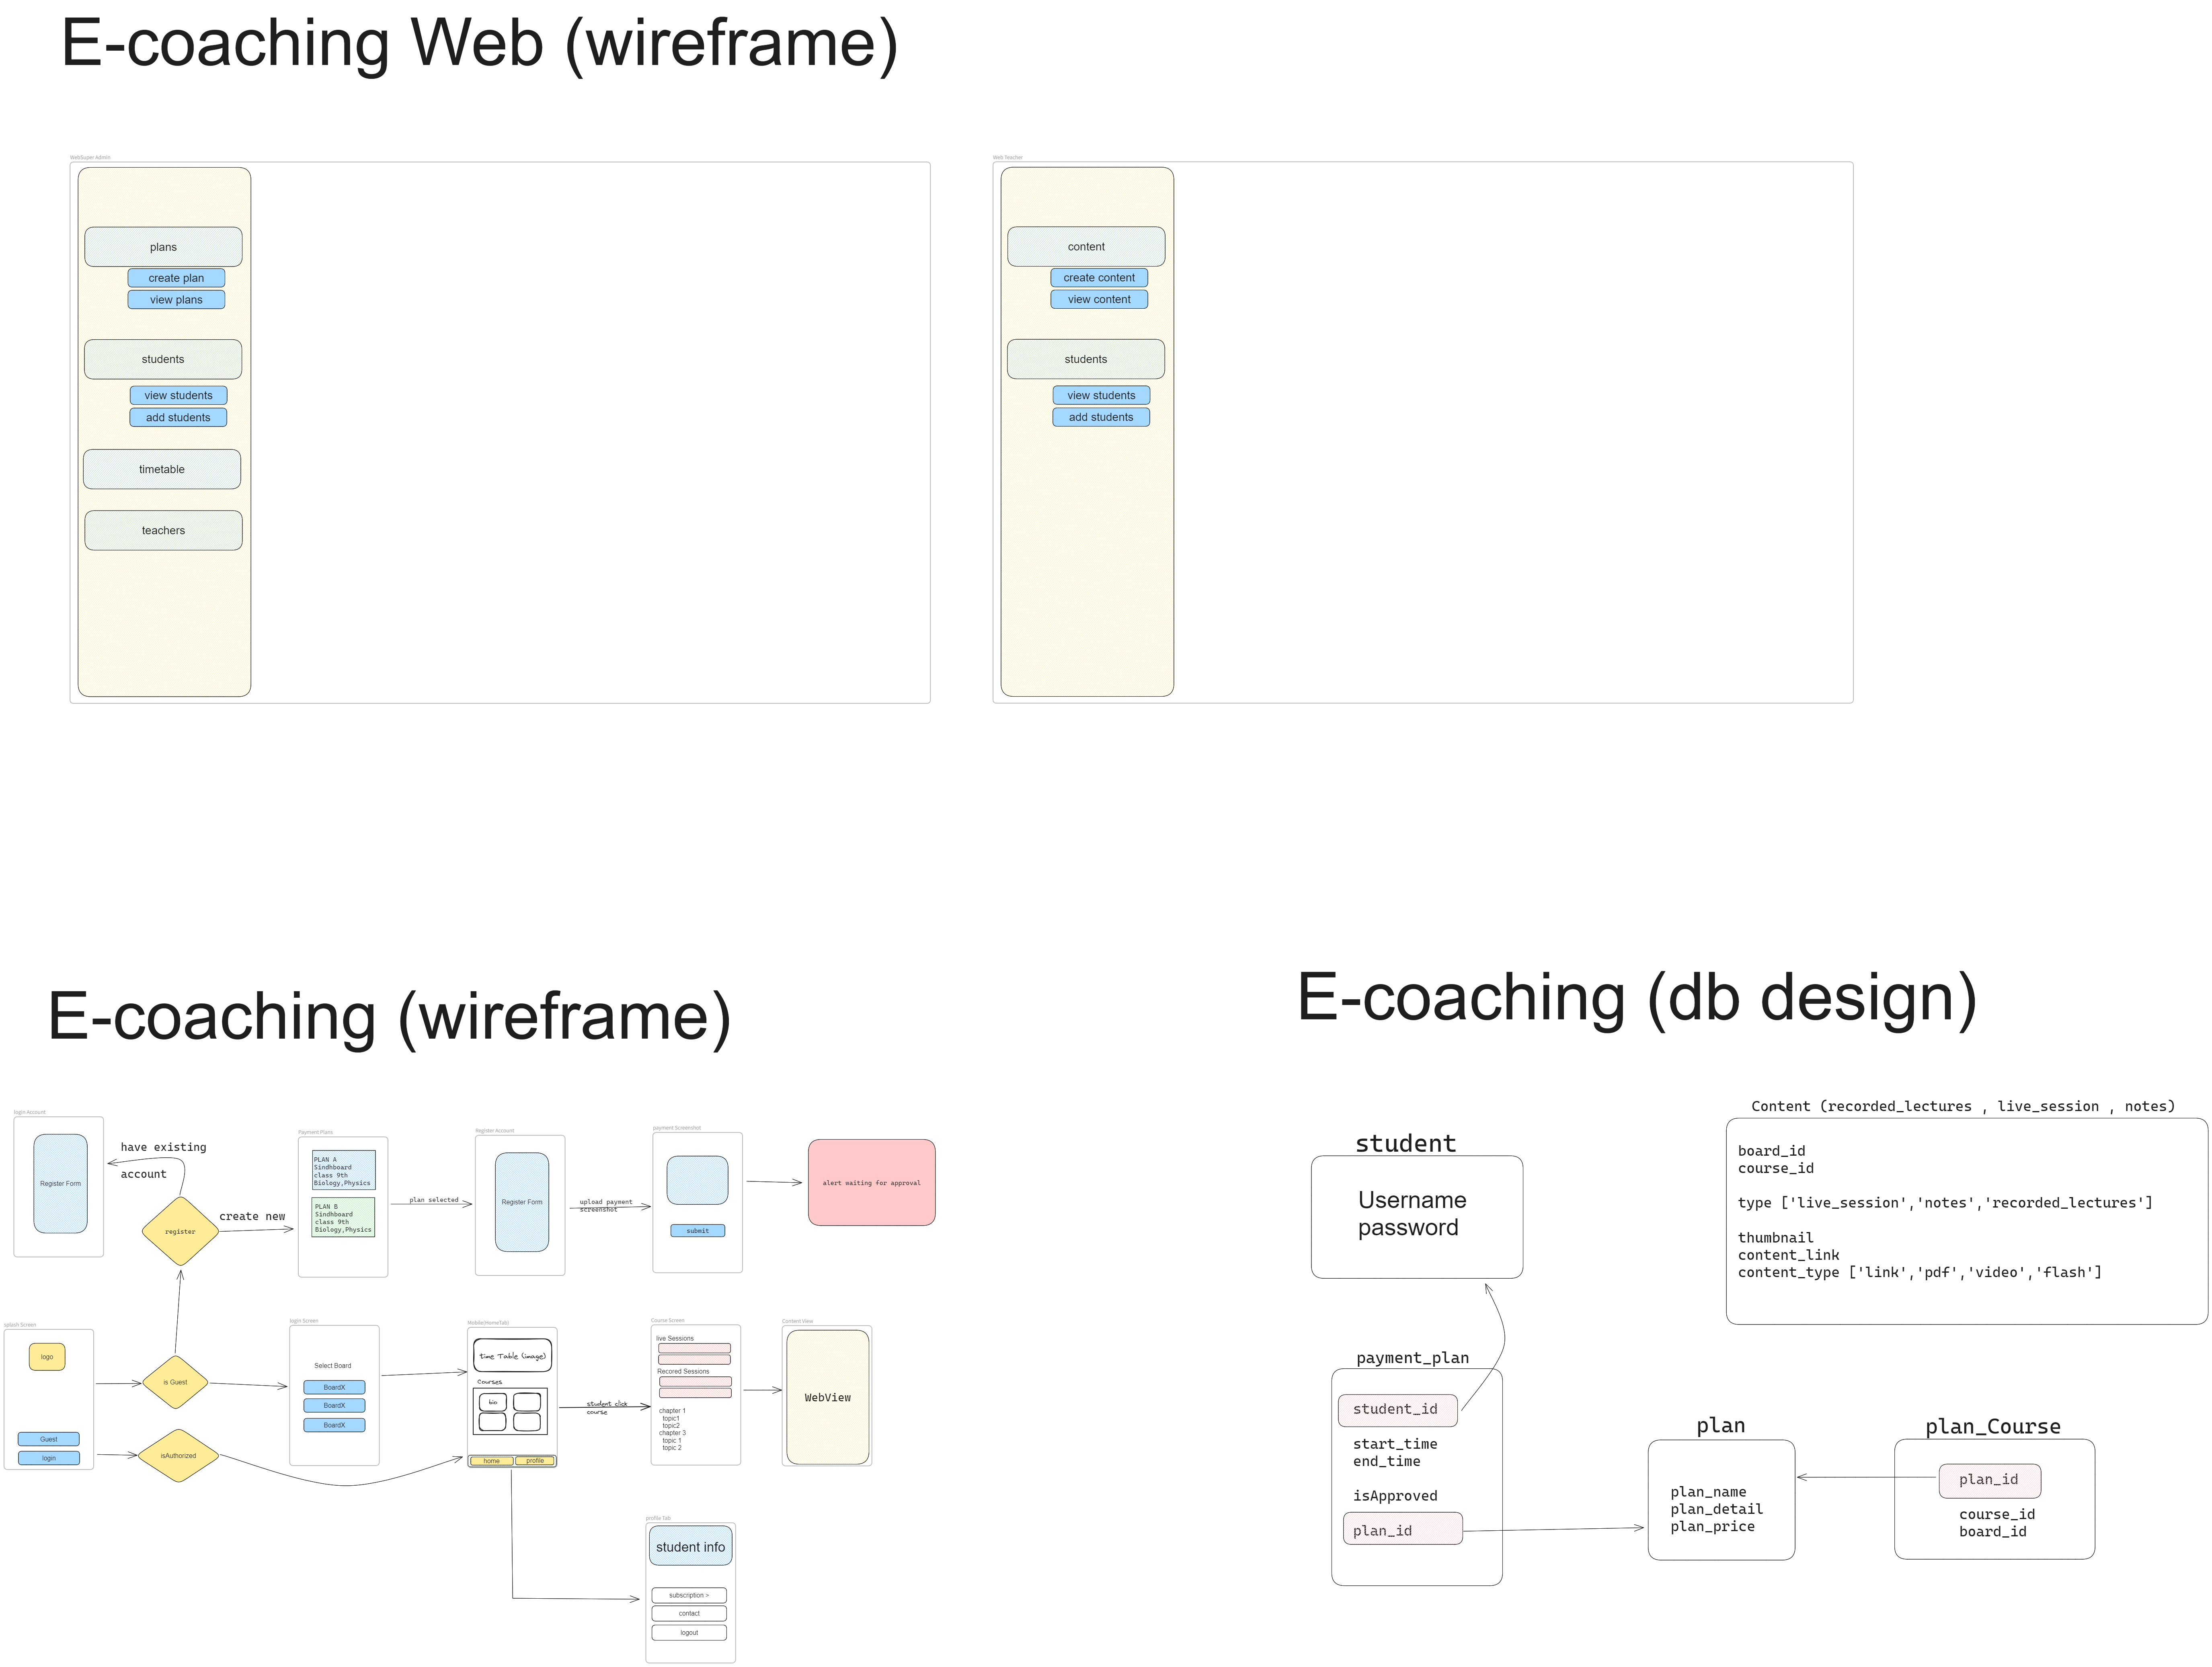 E-coaching Web (wireframe)
WebSuper Admin
plans
create plan
view plans
students
view students
add students
timetable
teachers
Web Teacher
content
create content
view content
students
view students
add students
E-coaching (wireframe)
login Account
Register Form
have existing
account
register
create new
Payment Plans
PLAN A
Sindhboard
class 9th
Biology,Physics
PLAN B
Sindhboard
class 9th
Biology,Physics
plan selected
Register Account
Register Form
upload payment
screenshot
payment Screenshot
submit
alert waiting for approval
splash Screen
logo
Guest
login
is Guest
isAuthorized
login Screen
Select Board
BoardX
BoardX
BoardX
Mobile(HomeTab)
time Table (image)
Courses
bio
home
profile
student click
course
Course Screen
live Sessions
Recored Sessions
chapter 1
topic1
topic2
chapter 3
topic 1
topic 2
Content View
WebView
profile Tab
student info
subscription >
contact
logout
E-coaching (db design)
student
Username
password
Content (recorded_lectures , live_session , notes)
board_id
course_id
type ['live_session','notes','recorded_lectures']
thumbnail
content_link
content_type ['link','pdf','video','flash']
payment_plan
student_id
start_time
end_time
isApproved
plan_id
plan
plan_name
plan_detail
plan_price
plan_Course
plan_id
course_id
board_id